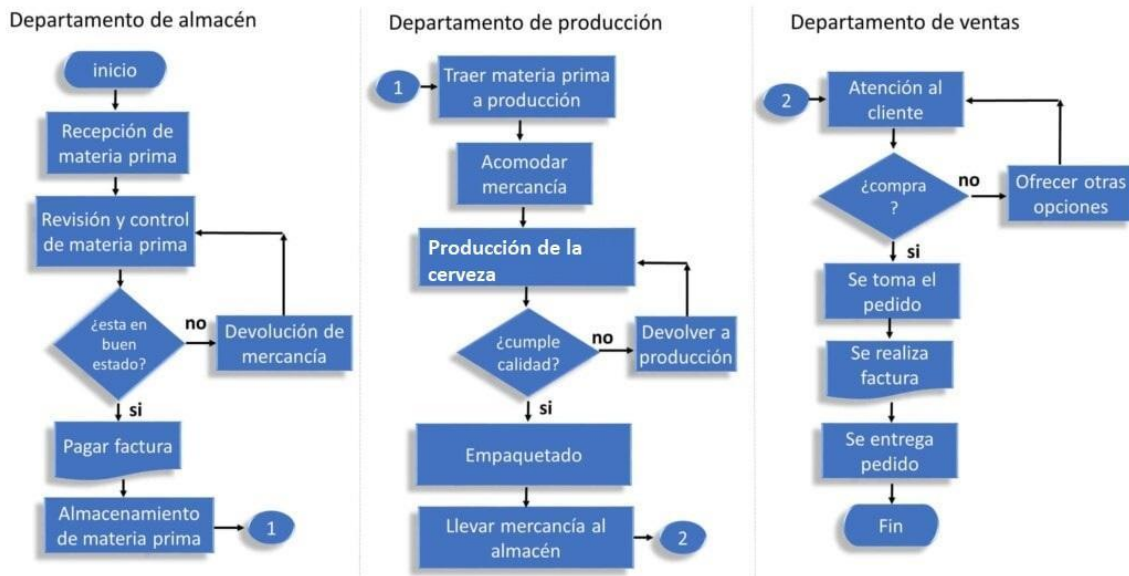 Departamento de almacén
inicio
Recepción de
materia prima
Revisión y control
de materia prima
¿esta en
buen
estado?
no
Devolución de
mercancía
si
Pagar factura
Almacenamiento
de materia prima
1
Departamento de producción
1
Traer materia prima
a producción
Acomodar
mercancía
Producción de la
cerveza
¿cumple
calidad?
no
Devolver a
producción
si
Empaquetado
Llevar mercancía al
almacén
2
Departamento de ventas
2
Atención al
cliente
¿compra
?
no
Ofrecer otras
opciones
si
Se toma el
pedido
Se realiza
factura
Se entrega
pedido
Fin